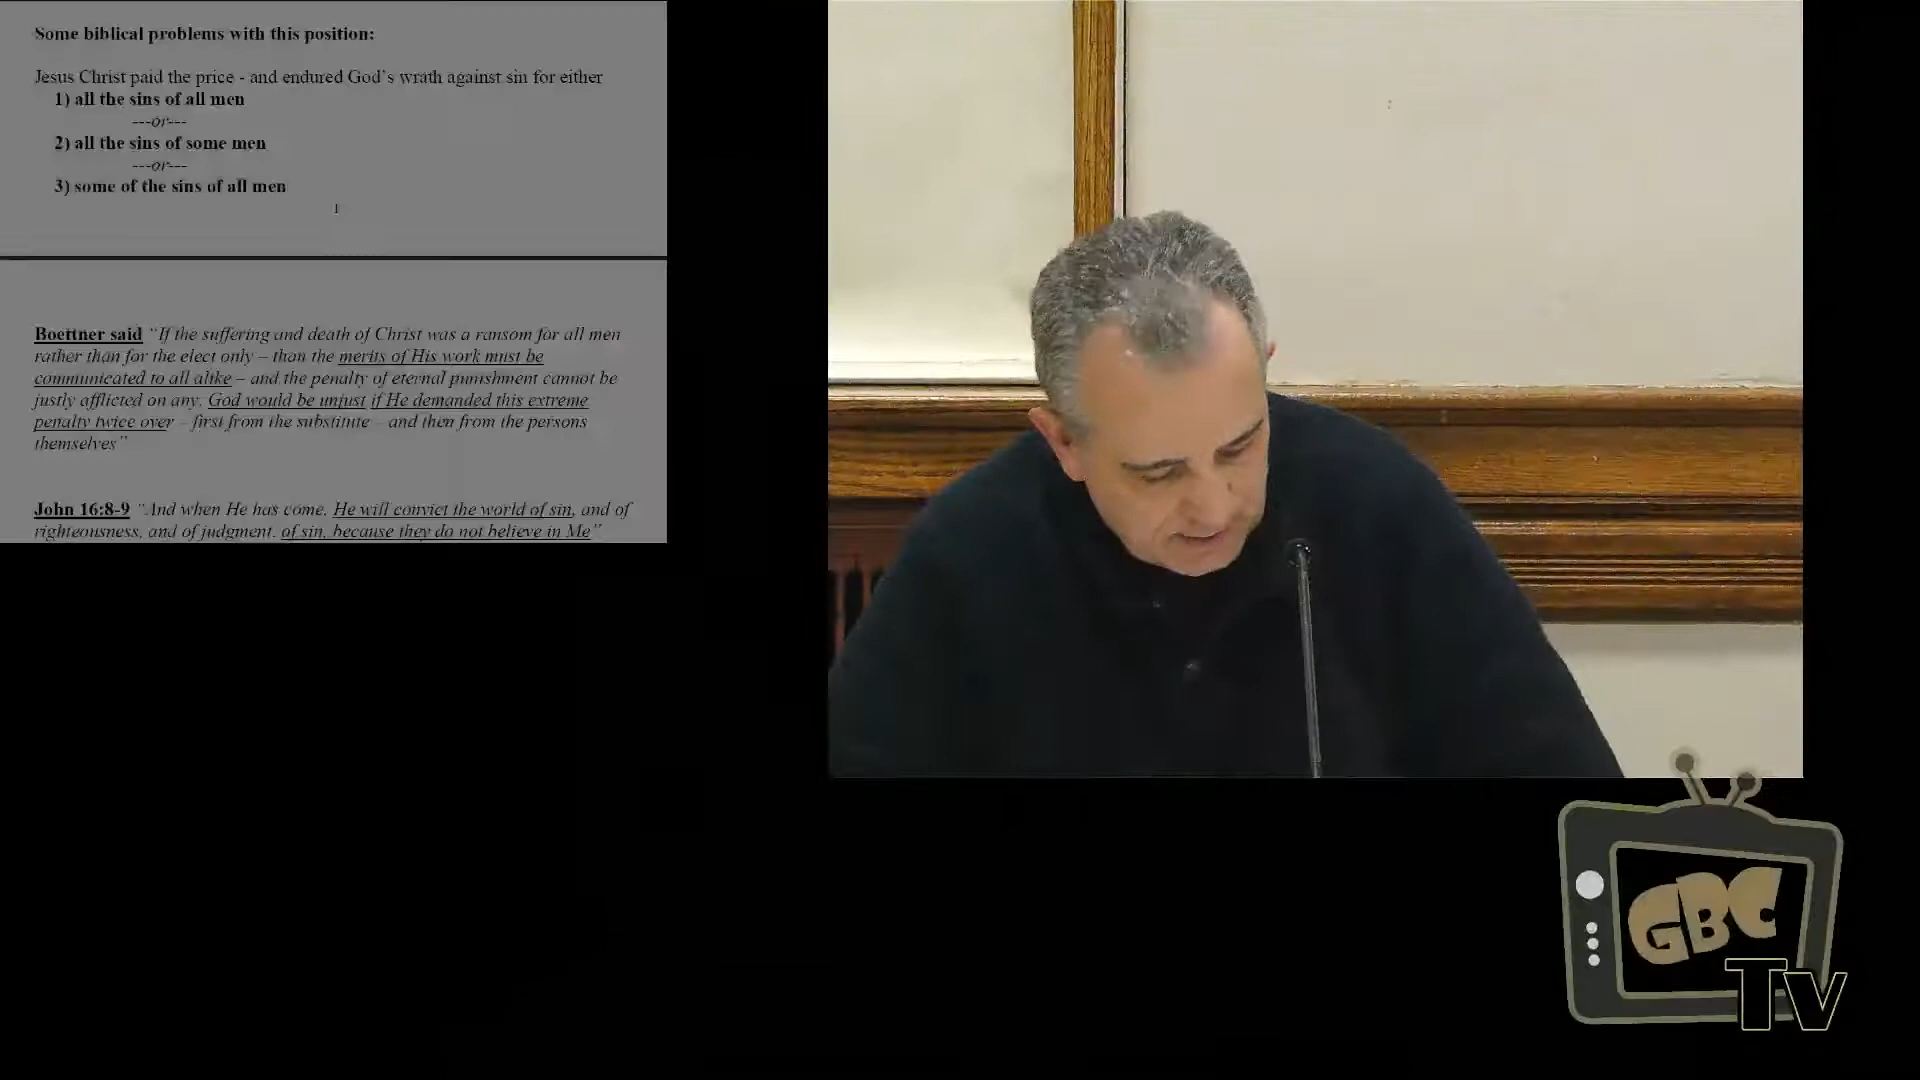 Some biblical problems with this position:
Jesus Christ paid the price - and endured God's wrath against sin for either
1) all the sins of all men
---or---
2) all the sins of some men
---or---
3) some of the sins of all men
1
Boettner said "If the suffering and death of Christ was a ransom for all men
rather than for the elect only – than the merits of His work must be
communicated to all alike – and the penalty of eternal punishment cannot be
justly afflicted on any. God would be unjust if He demanded this extreme
penalty twice over – first from the substitute – and then from the persons
themselves"
John 16:8-9 "And when He has come, He will convict the world of sin, and of
righteousness, and of judgment. of sin, because they do not believe in Me"
GBC
TV